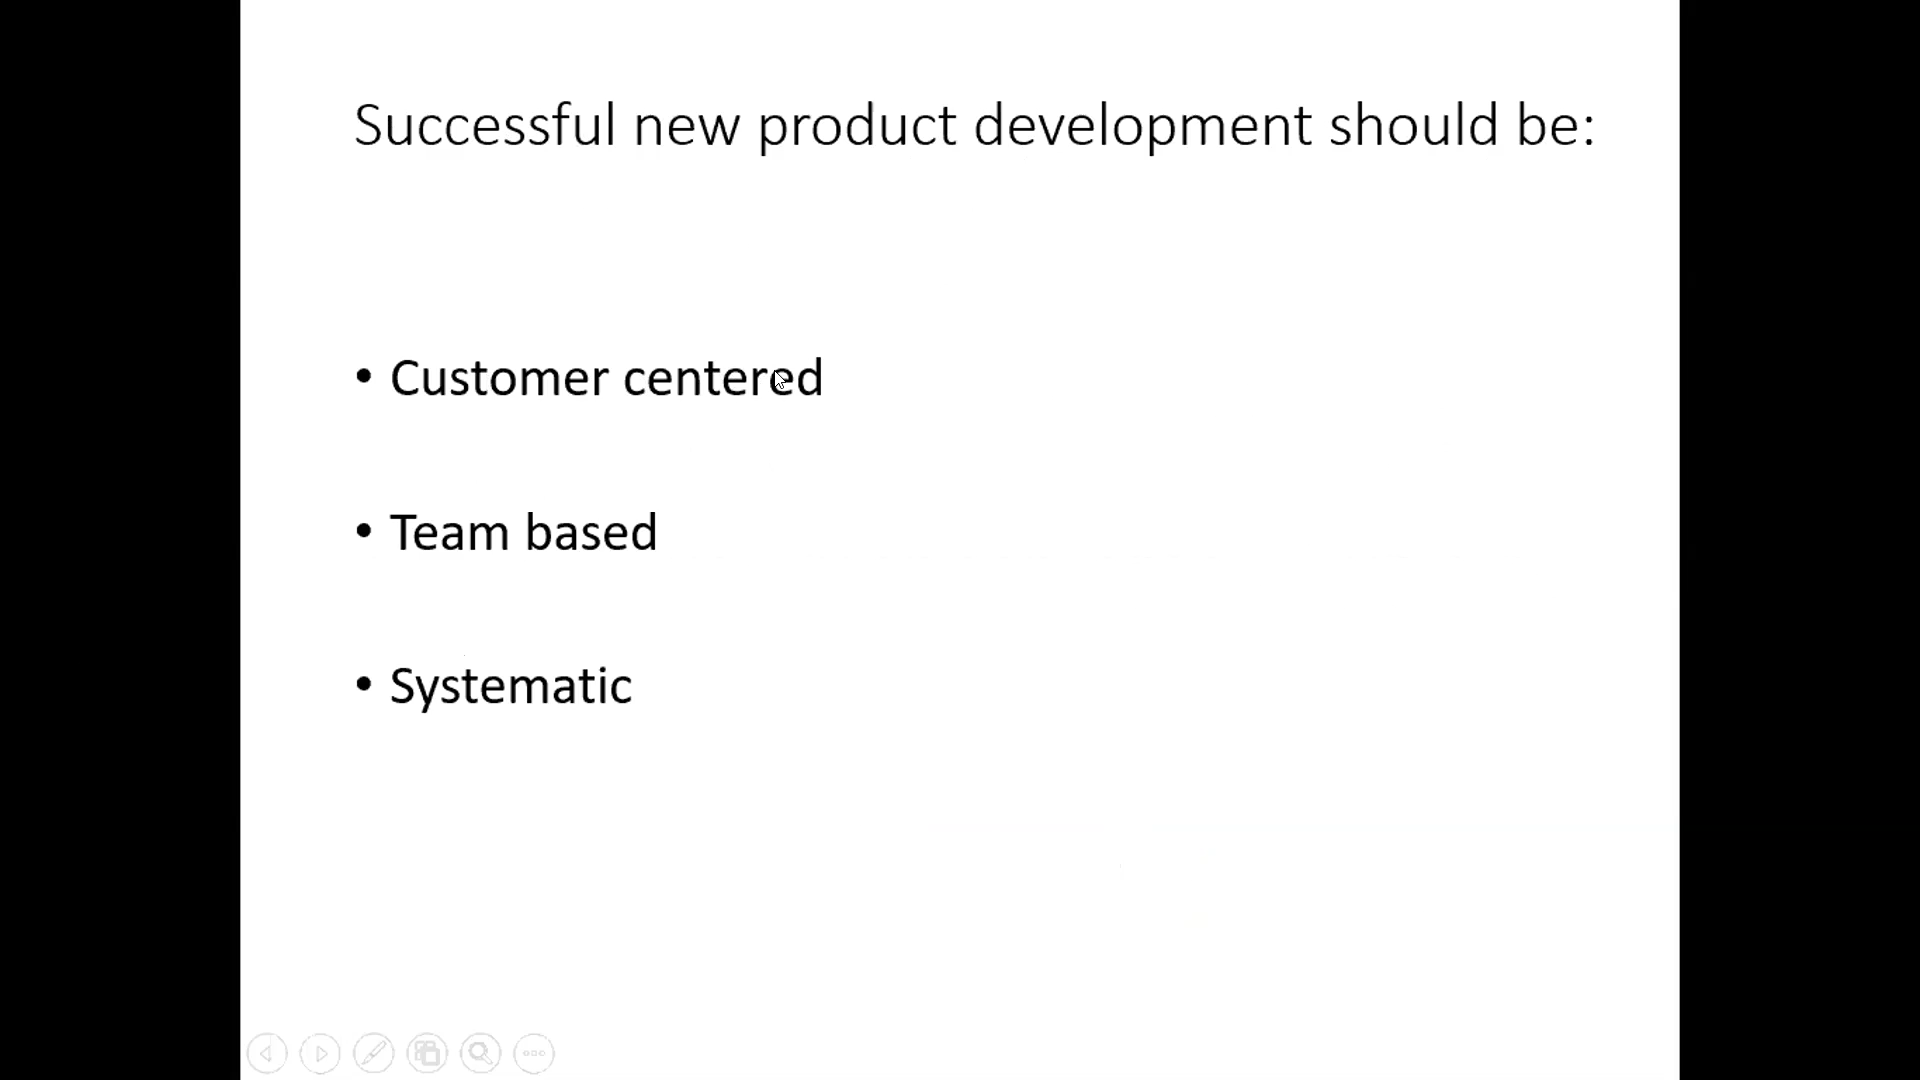 Successful new product development should be:
• Customer centered
• Team based
• Systematic